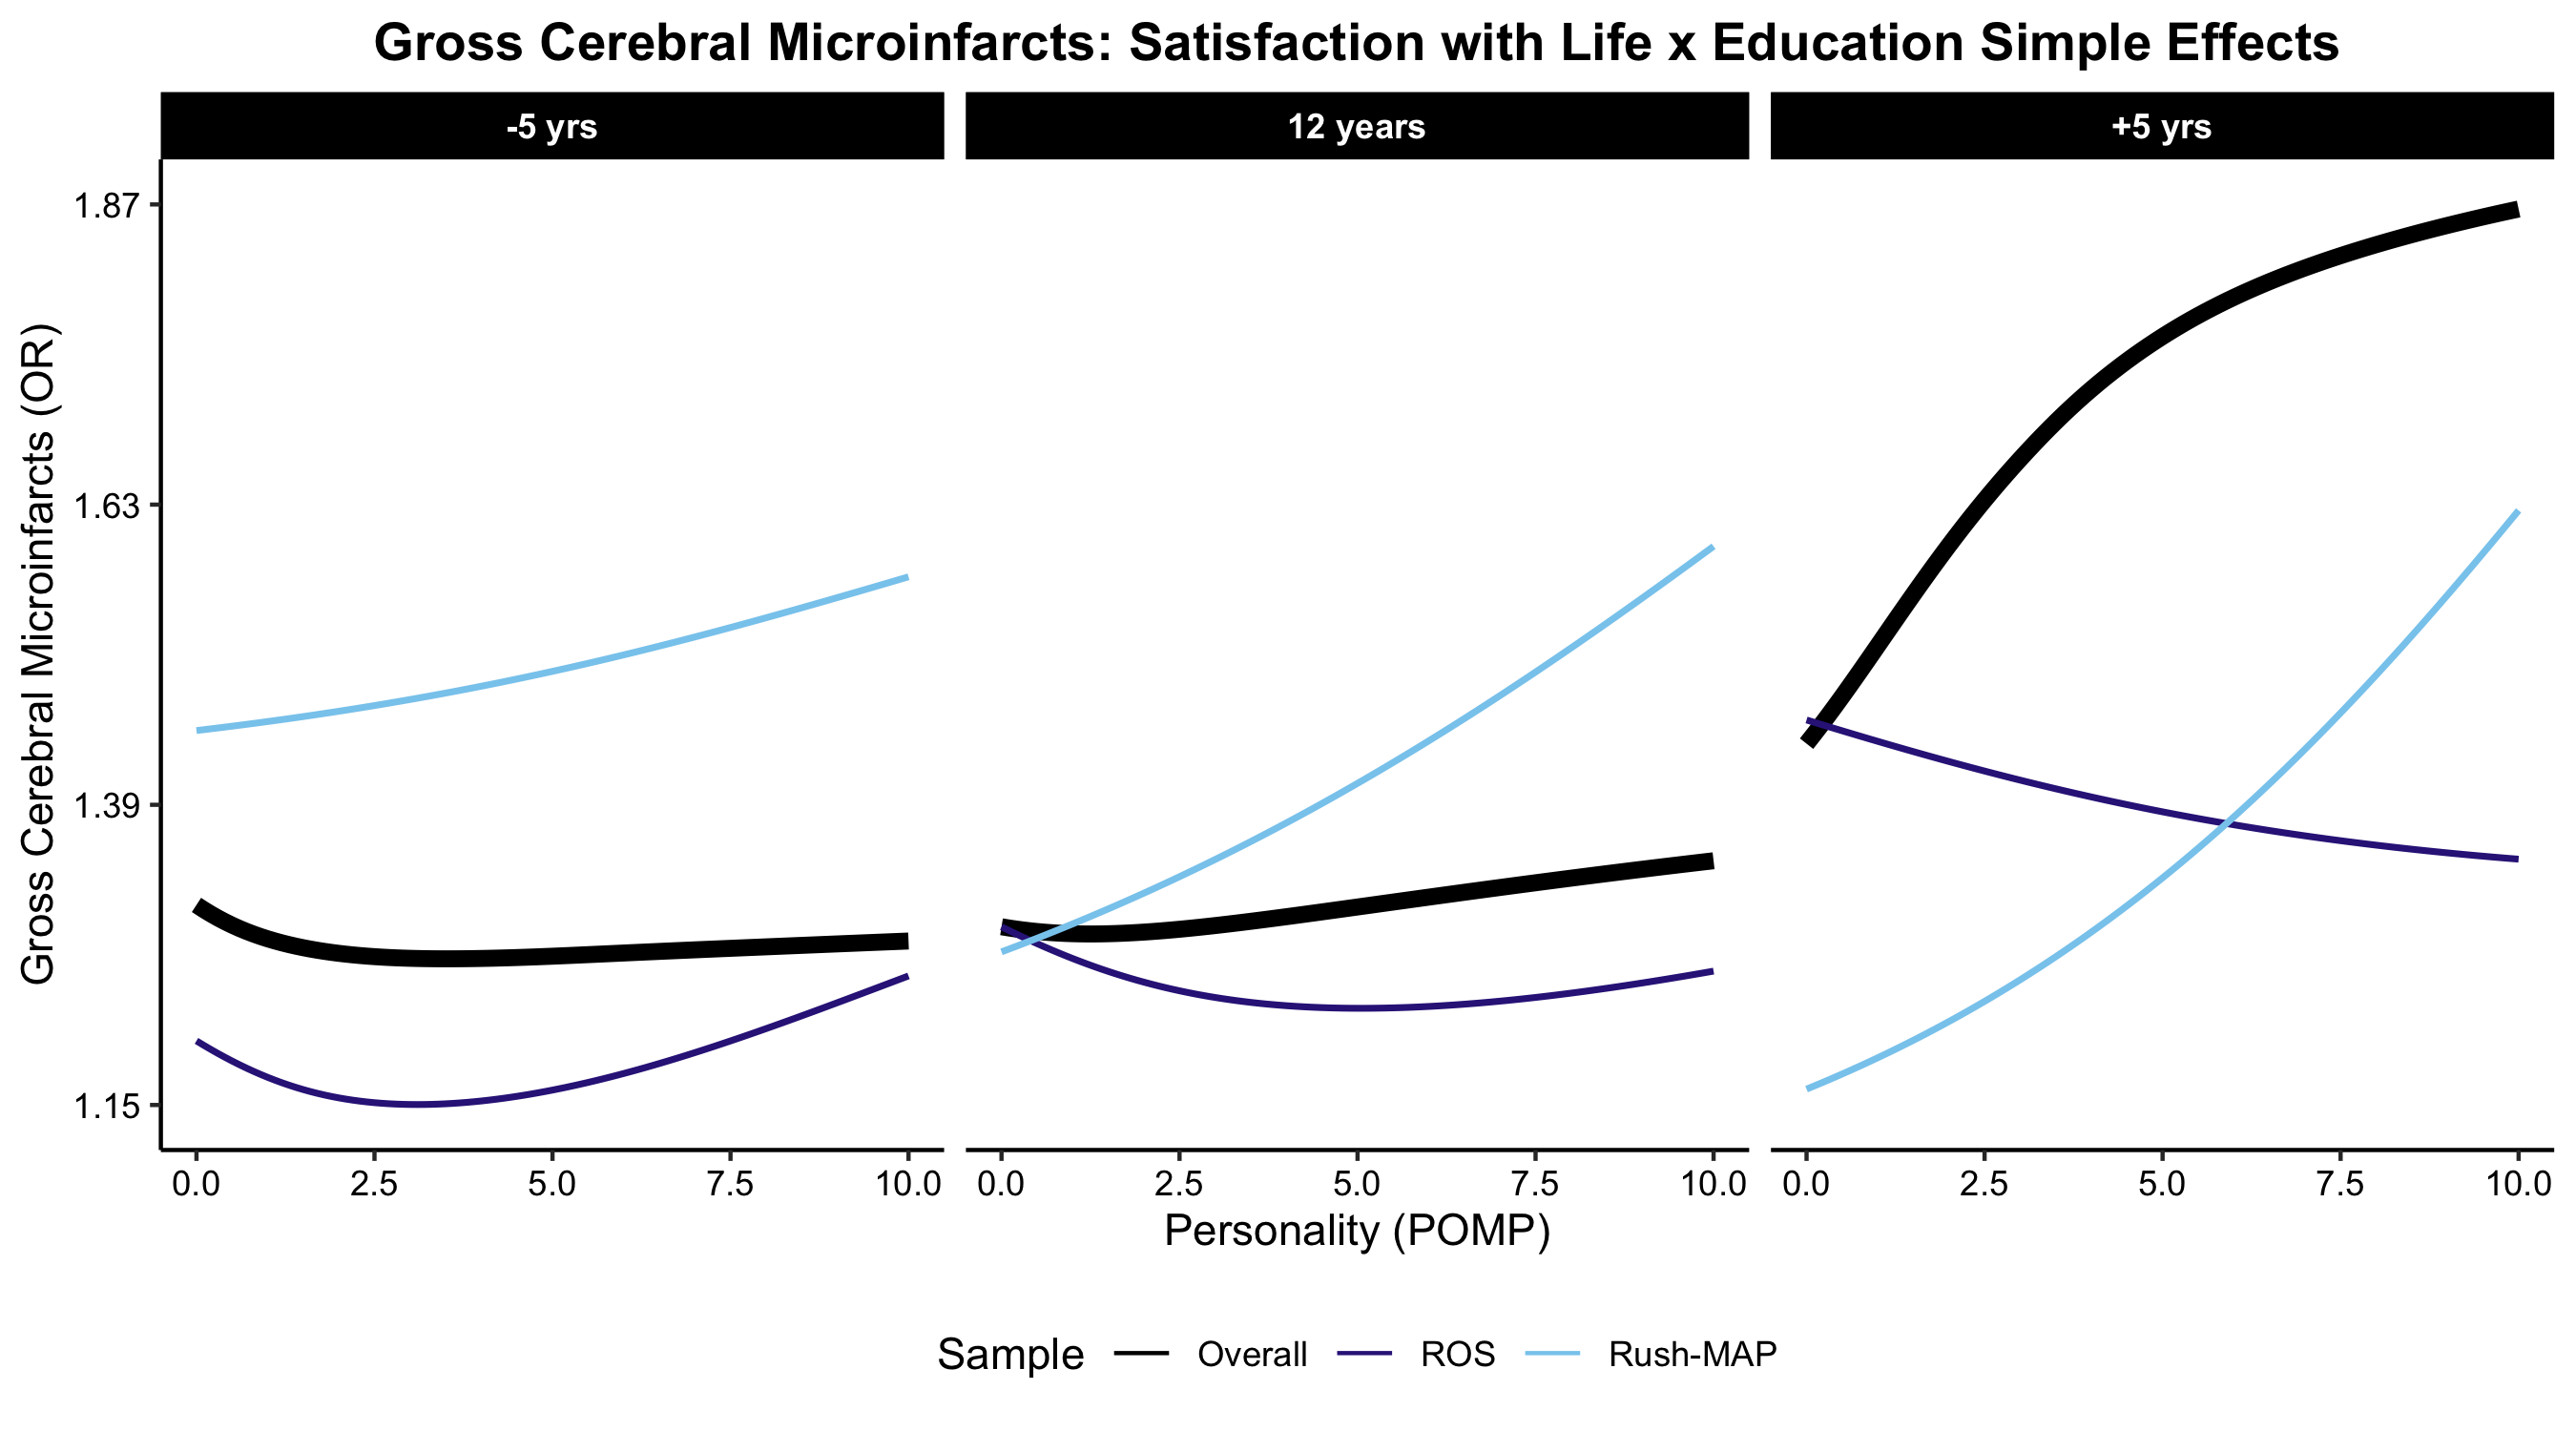 Gross Cerebral Microinfarcts: Satisfaction with Life x Education Simple Effects
-5 yrs
12 years
+5 yrs
Gross Cerebral Microinfarcts (OR)
1.87
1.63
1.39
1.15
0.0 2.5 5.0 7.5 10.0
0.0 2.5 5.0 7.5 10.0
0.0 2.5 5.0 7.5 10.0
Personality (POMP)
Sample Overall ROS Rush-MAP